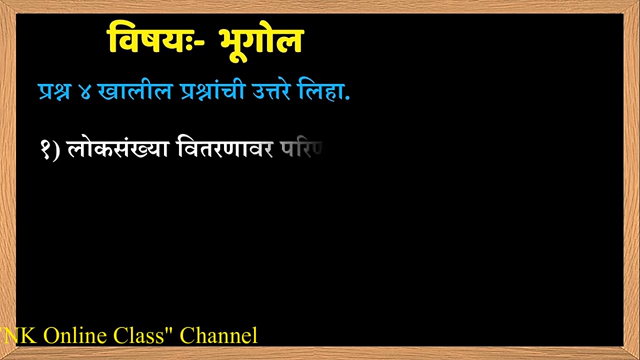 विषयः- भूगोल
प्रश्न ४ खालील प्रश्नांची उत्तरे लिहा.
१) लोकसंख्या वितरणावर
"NK Online Class" Channel